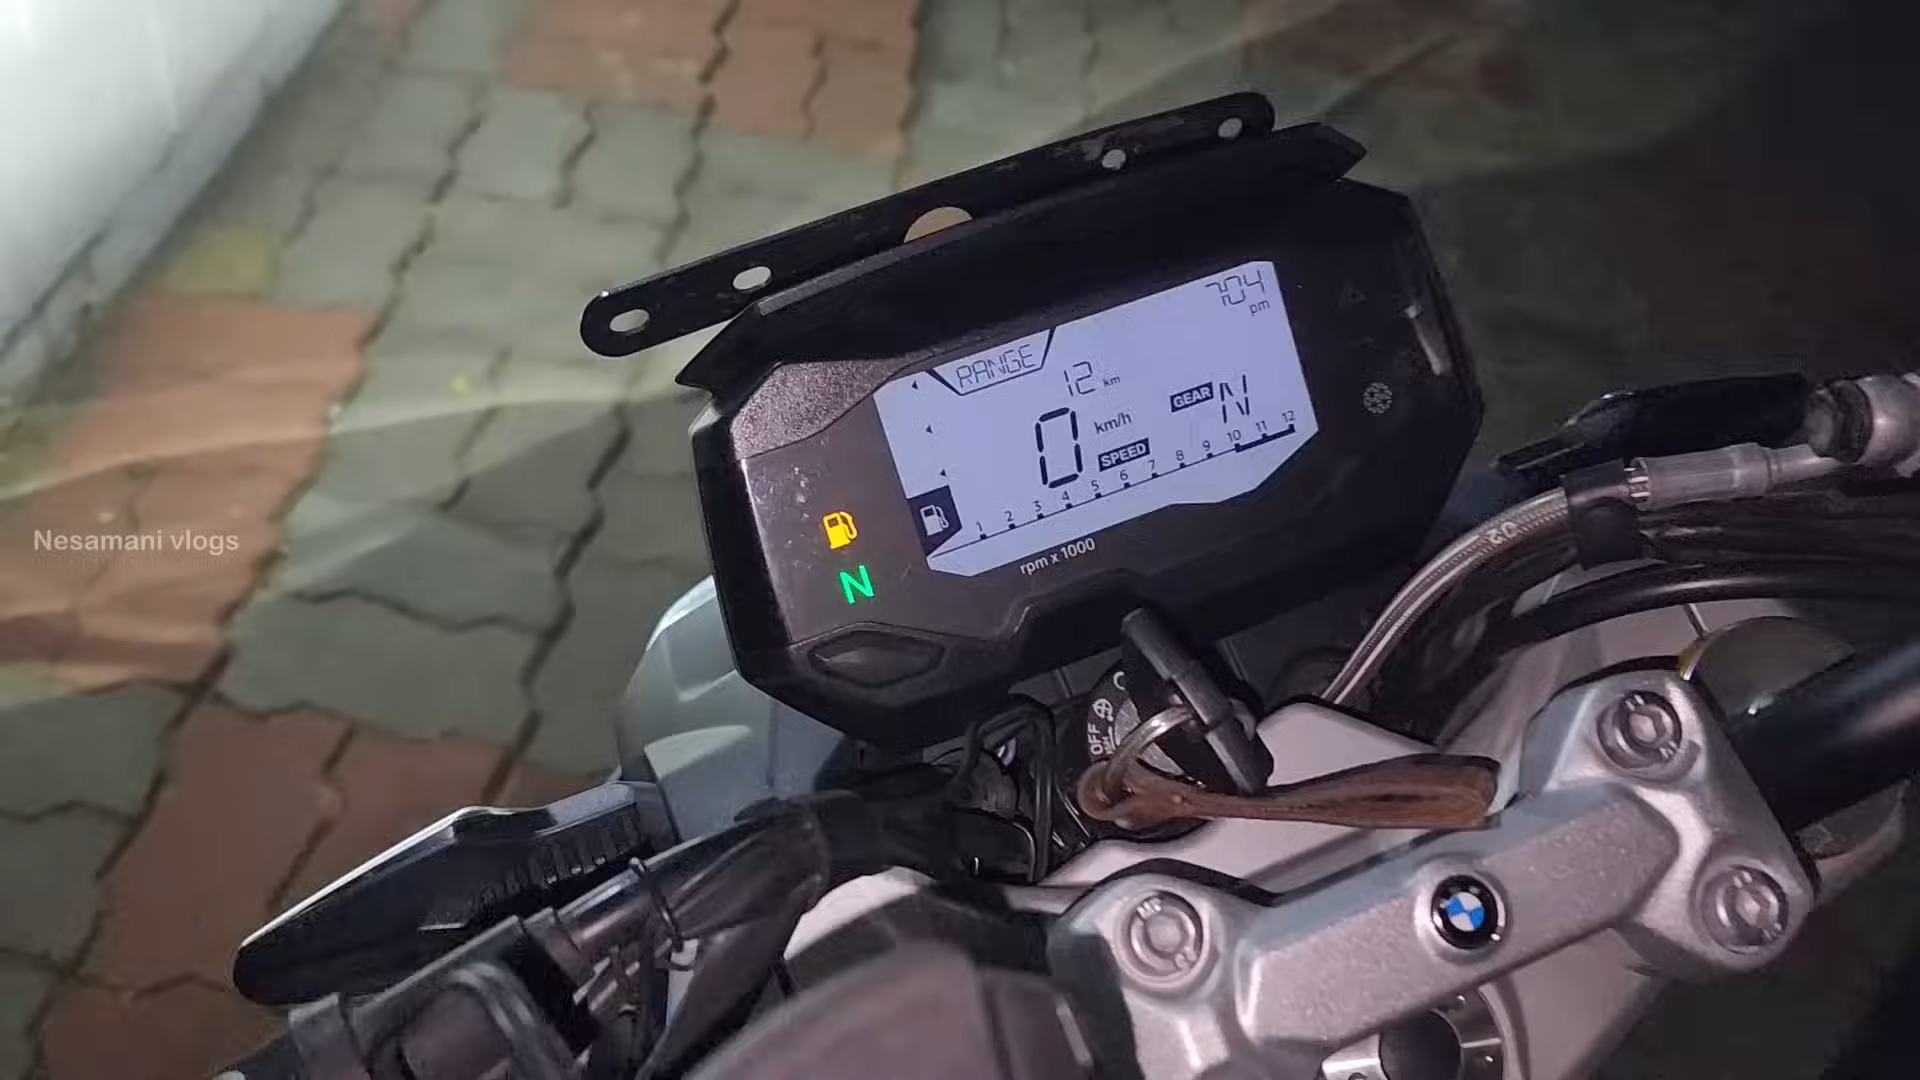 7:04
pm
RANGE
12 km
0 km/h
SPEED
GEAR N
1 2 3 4 5 6 7 8 9 10 11 12
rpm x 1000
N
Nesamani vlogs
OFF